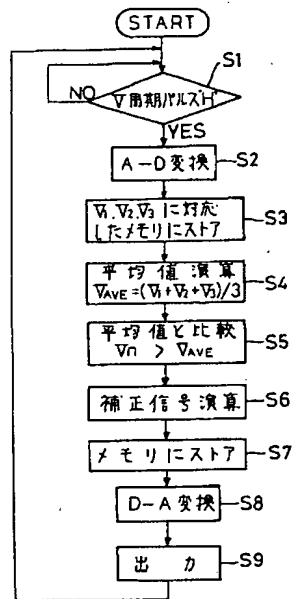 START
S1
NO
V周期パルス"H"
YES
A-D変換
S2
V1, V2, V3に対応
したメモリにストア
S3
平均値演算
VAVE=(V1+V2+V3)/3
S4
平均値と比較
Vn > VAVE
S5
補正信号演算
S6
メモリにストア
S7
D-A変換
S8
出力
S9